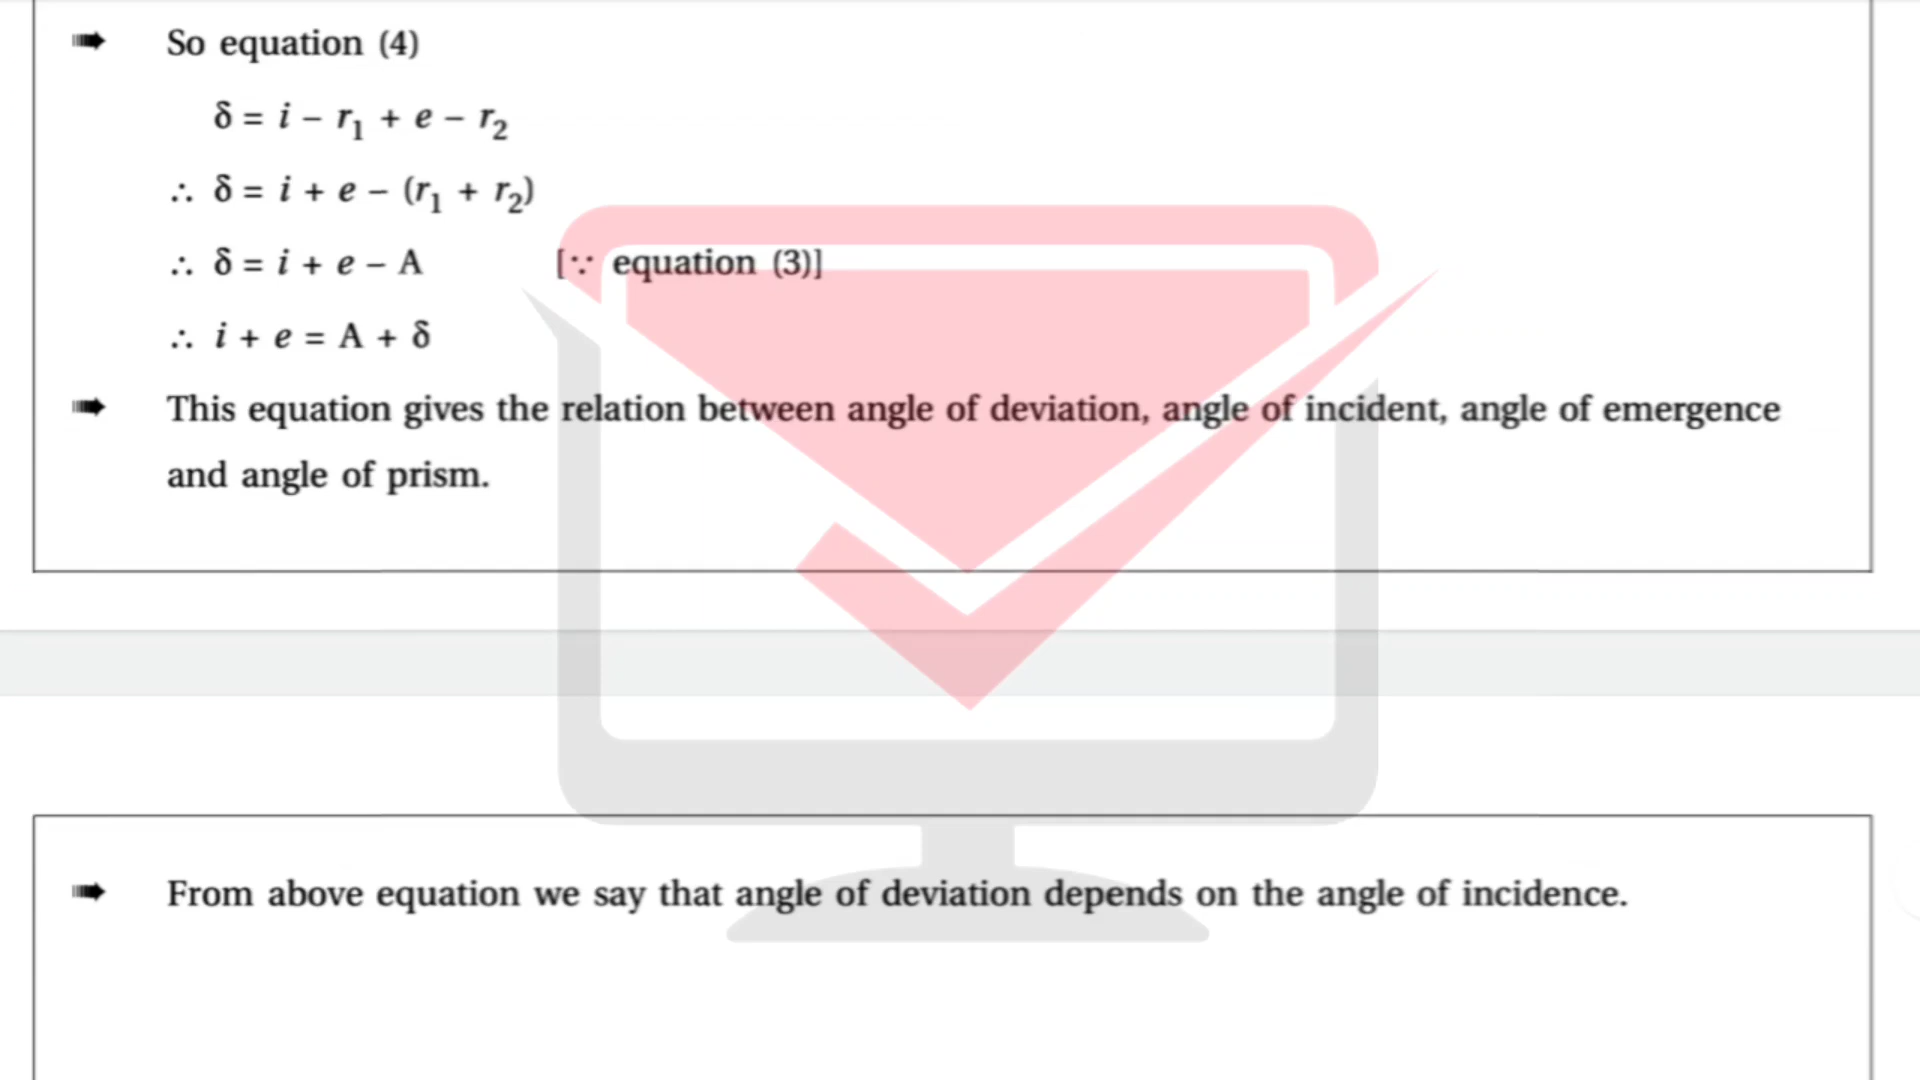 ➠ So equation (4)
δ = i – r₁ + e – r₂
∴ δ = i + e – (r₁ + r₂)
∴ δ = i + e – A [∵ equation (3)]
∴ i + e = A + δ
➠ This equation gives the relation between angle of deviation, angle of incident, angle of emergence
and angle of prism.
➠ From above equation we say that angle of deviation depends on the angle of incidence.